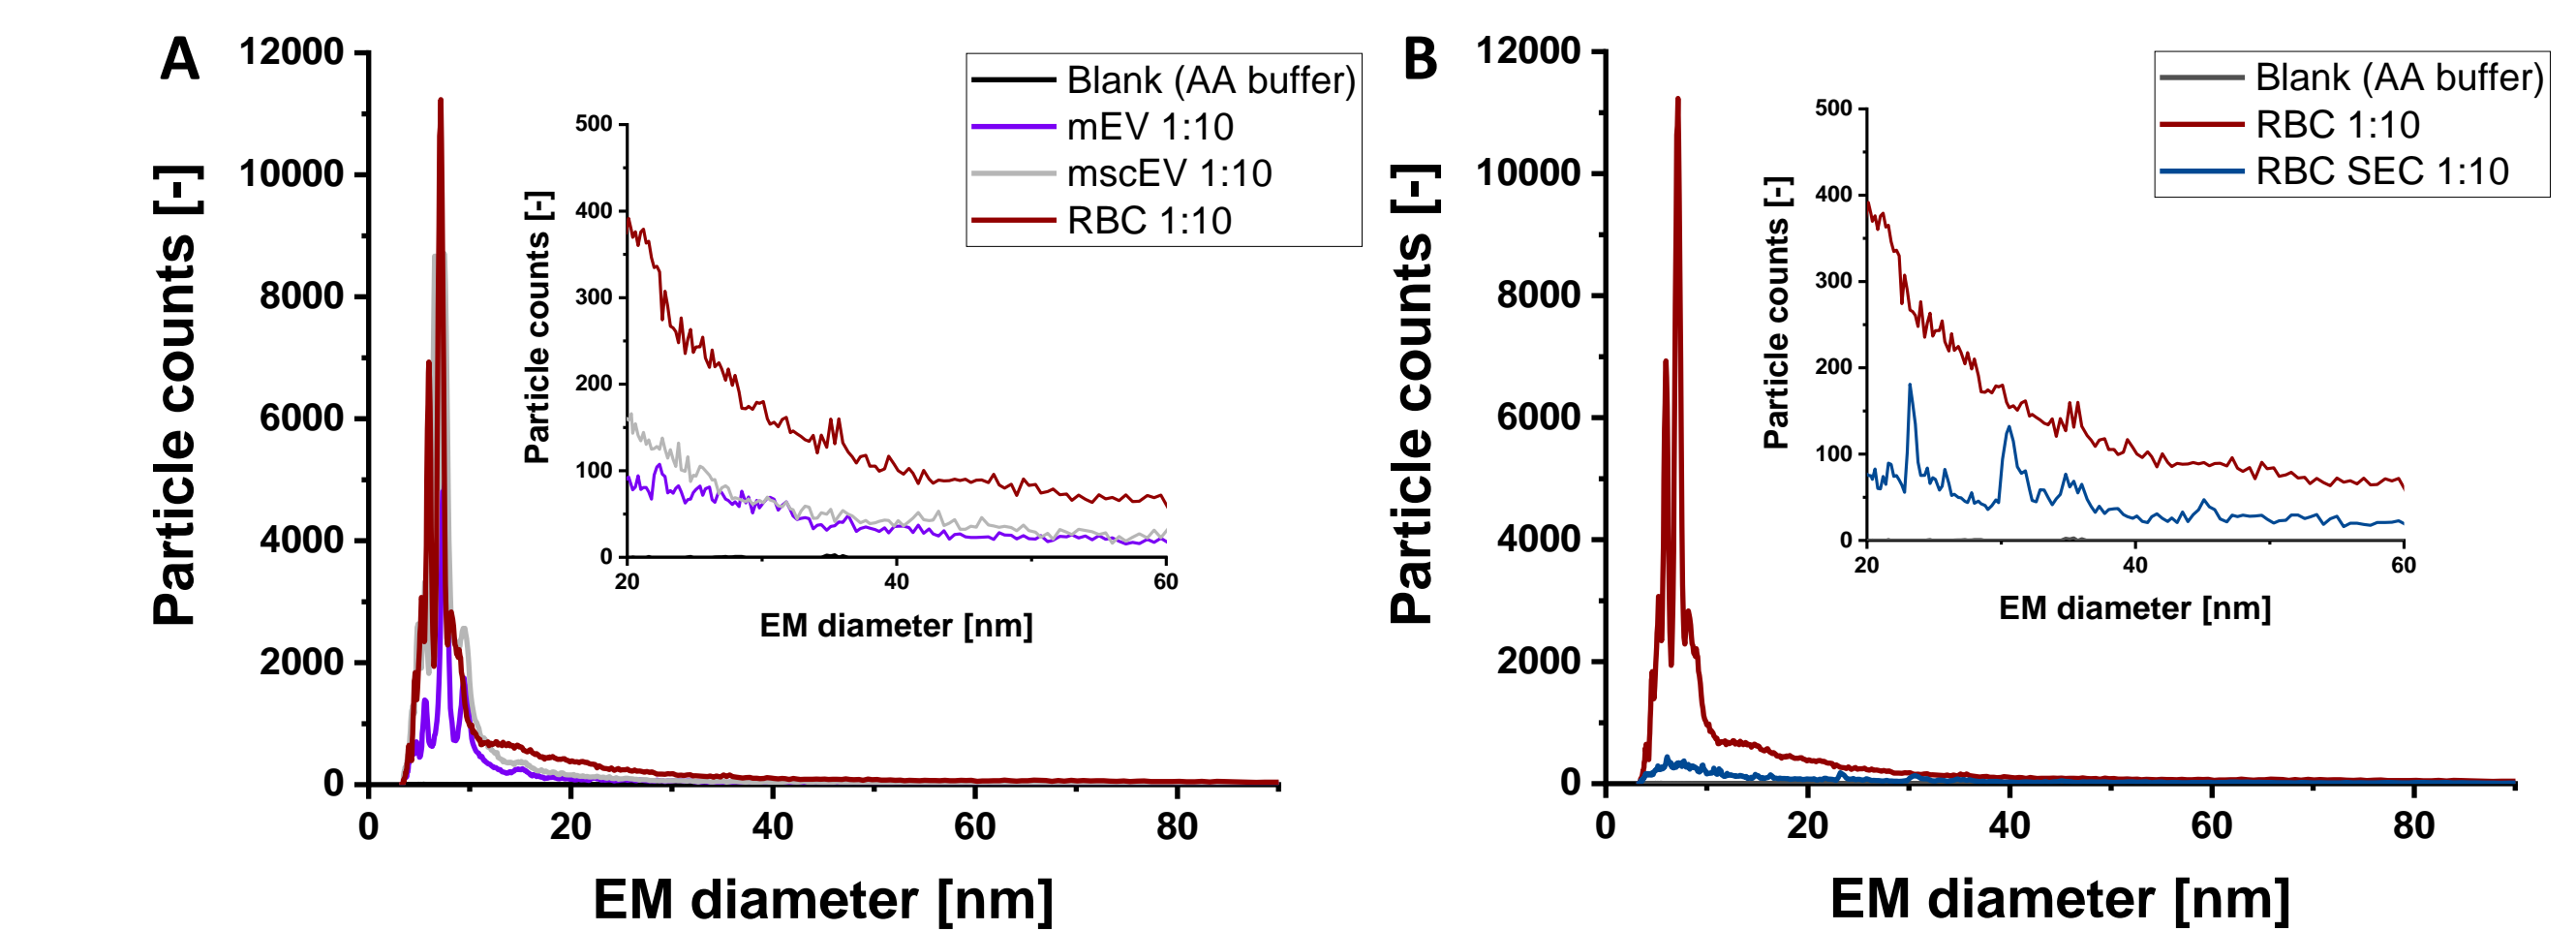 A
12000
10000
8000
6000
4000
2000
0
0 20 40 60 80
Particle counts [-]
EM diameter [nm]
Blank (AA buffer)
mEV 1:10
mscEV 1:10
RBC 1:10
500
400
300
200
100
0
20 40 60
Particle counts [-]
EM diameter [nm]
B
12000
10000
8000
6000
4000
2000
0
0 20 40 60 80
Particle counts [-]
EM diameter [nm]
Blank (AA buffer)
RBC 1:10
RBC SEC 1:10
500
400
300
200
100
0
20 40 60
Particle counts [-]
EM diameter [nm]